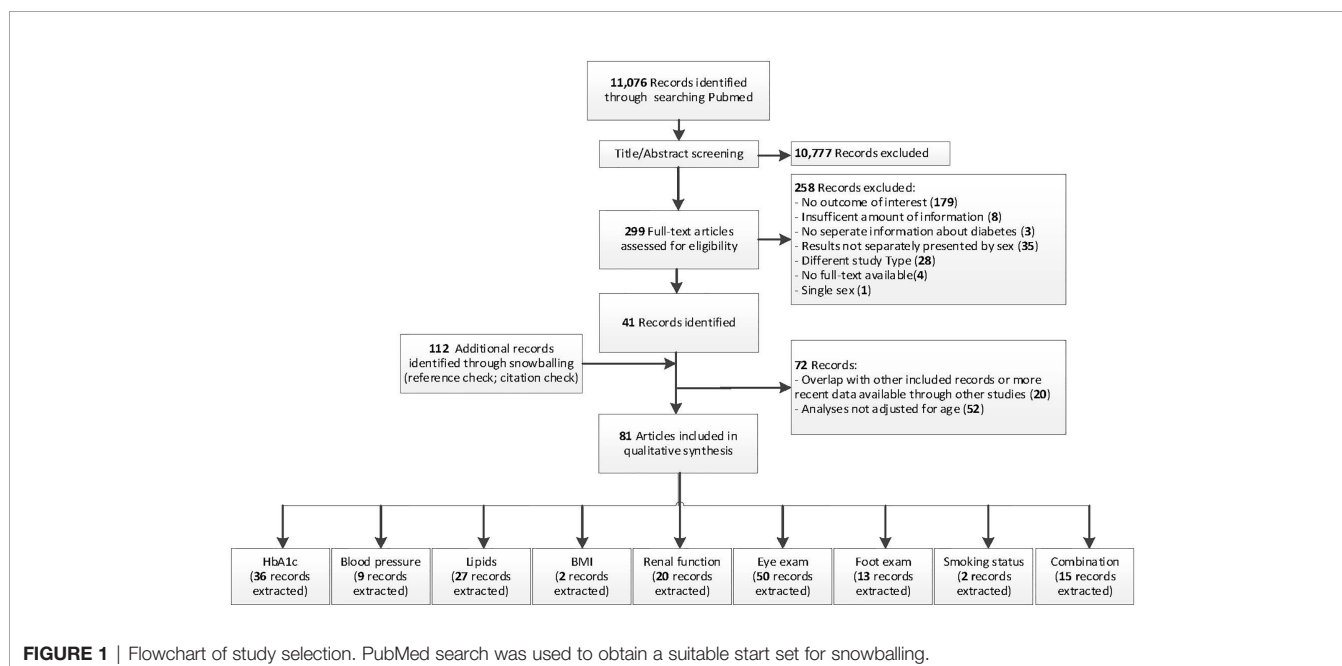 11,076 Records identified
through searching Pubmed
Title/Abstract screening
10,777 Records excluded
299 Full-text articles
assessed for eligibility
258 Records excluded:
- No outcome of interest (179)
- Insufficent amount of information (8)
- No seperate information about diabetes (3)
- Results not separately presented by sex (35)
- Different study Type (28)
- No full-text available(4)
- Single sex (1)
41 Records identified
112 Additional records
identified through snowballing
(reference check; citation check)
72 Records:
- Overlap with other included records or more
recent data available through other studies (20)
- Analyses not adjusted for age (52)
81 Articles included in
qualitative synthesis
HbA1c
(36 records
extracted)
Blood pressure
(9 records
extracted)
Lipids
(27 records
extracted)
BMI
(2 records
extracted)
Renal function
(20 records
extracted)
Eye exam
(50 records
extracted)
Foot exam
(13 records
extracted)
Smoking status
(2 records
extracted)
Combination
(15 records
extracted)
FIGURE 1 | Flowchart of study selection. PubMed search was used to obtain a suitable start set for snowballing.